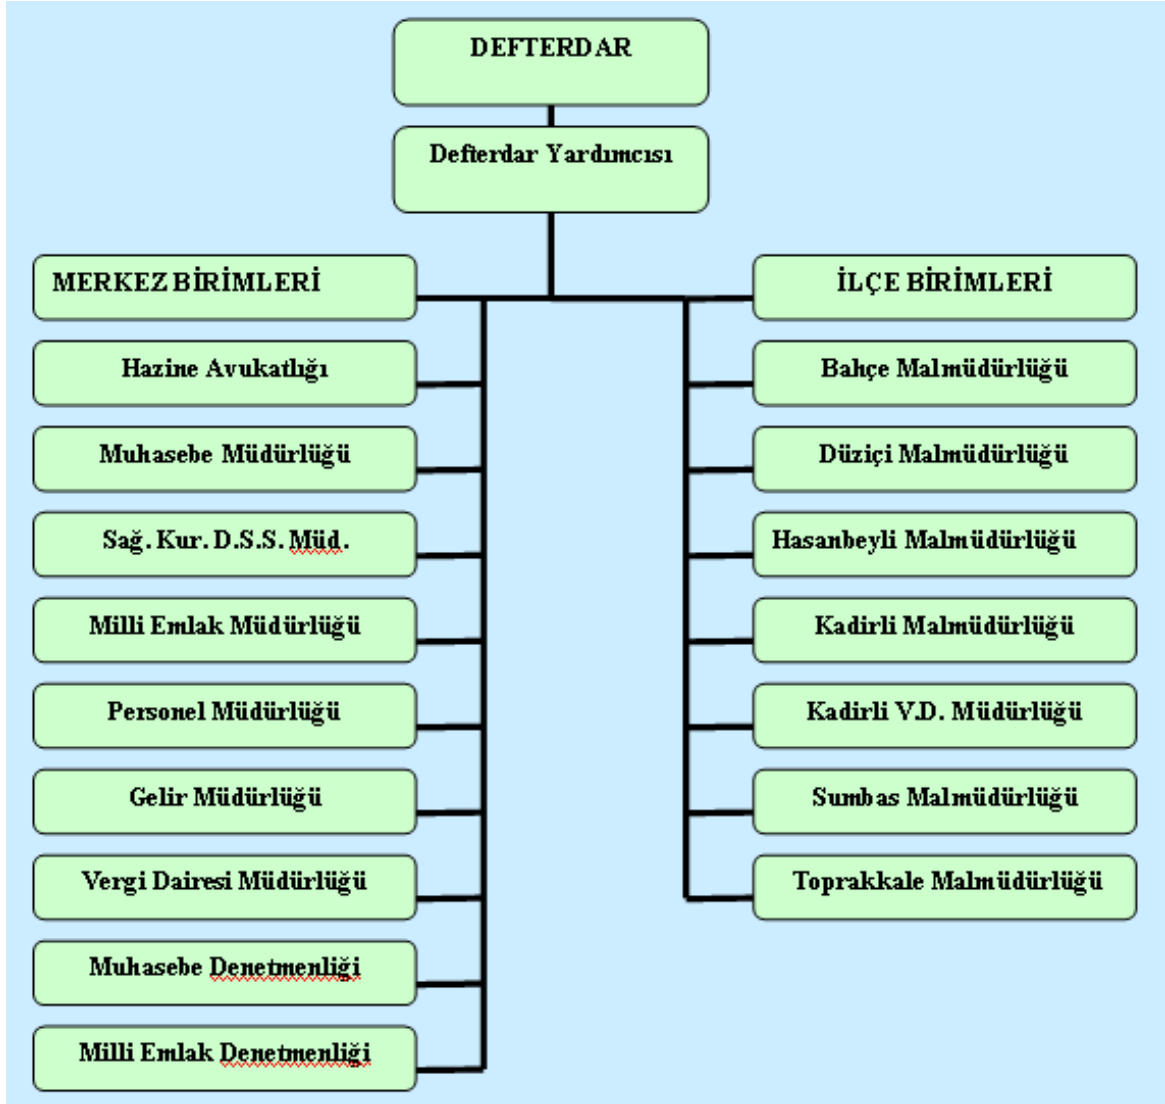 DEFTERDAR
Defterdar Yardımcısı
MERKEZ BİRİMLERİ
Hazine Avukatlığı
Muhasebe Müdürlüğü
Sağ. Kur. D.S.S. Müd.
Milli Emlak Müdürlüğü
Personel Müdürlüğü
Gelir Müdürlüğü
Vergi Dairesi Müdürlüğü
Muhasebe Denetmenliği
Milli Emlak Denetmenliği
İLÇE BİRİMLERİ
Bahçe Malmüdürlüğü
Düziçi Malmüdürlüğü
Hasanbeyli Malmüdürlüğü
Kadirli Malmüdürlüğü
Kadirli V.D. Müdürlüğü
Sumbas Malmüdürlüğü
Toprakkale Malmüdürlüğü